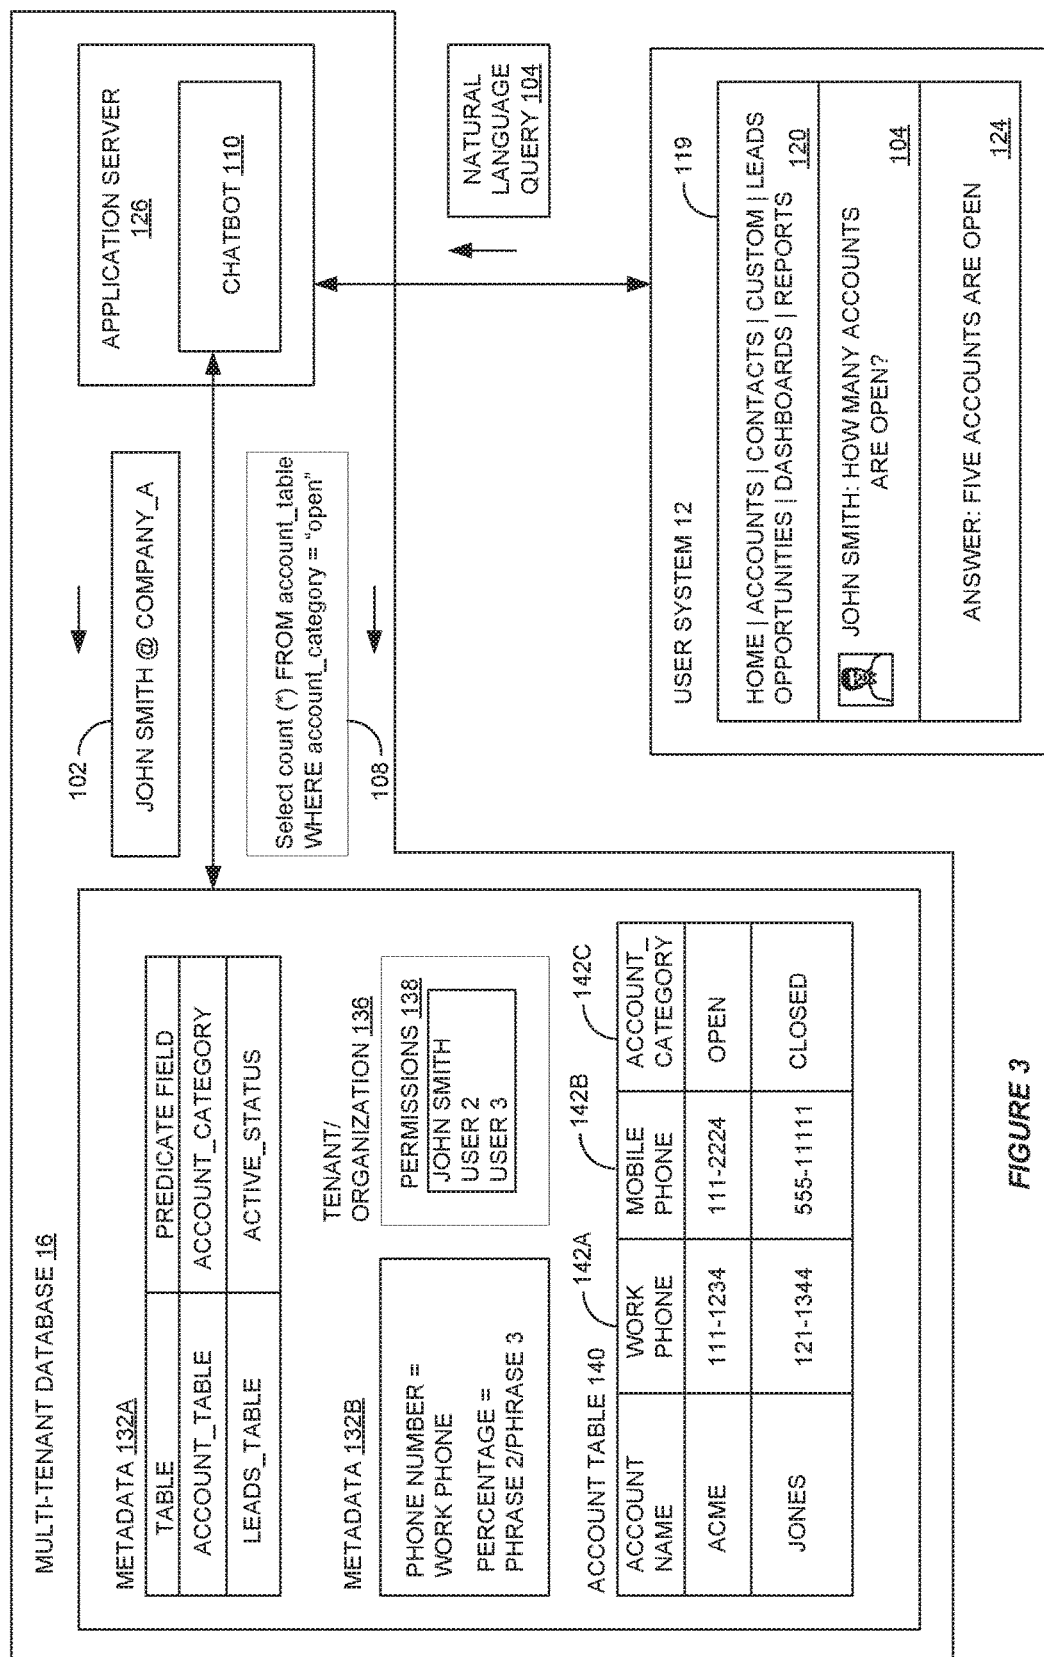 MULTI-TENANT DATABASE 16
METADATA 132A
TABLE
PREDICATE FIELD
ACCOUNT_TABLE
ACCOUNT_CATEGORY
LEADS_TABLE
ACTIVE_STATUS
METADATA 132B
PHONE NUMBER =
WORK PHONE
PERCENTAGE =
PHRASE 2/PHRASE 3
TENANT/
ORGANIZATION 136
PERMISSIONS 138
JOHN SMITH
USER 2
USER 3
ACCOUNT TABLE 140
142A
142B
142C
ACCOUNT
NAME
WORK
PHONE
MOBILE
PHONE
ACCOUNT_
CATEGORY
ACME
111-1234
111-2224
OPEN
JONES
121-1344
555-11111
CLOSED
102
JOHN SMITH @ COMPANY_A
Select count (*) FROM account_table
WHERE account_category = "open"
108
APPLICATION SERVER
126
CHATBOT 110
NATURAL
LANGUAGE
QUERY 104
USER SYSTEM 12
119
HOME | ACCOUNTS | CONTACTS | CUSTOM | LEADS
OPPORTUNITIES | DASHBOARDS | REPORTS 120
JOHN SMITH: HOW MANY ACCOUNTS
ARE OPEN?
104
ANSWER: FIVE ACCOUNTS ARE OPEN
124
FIGURE 3